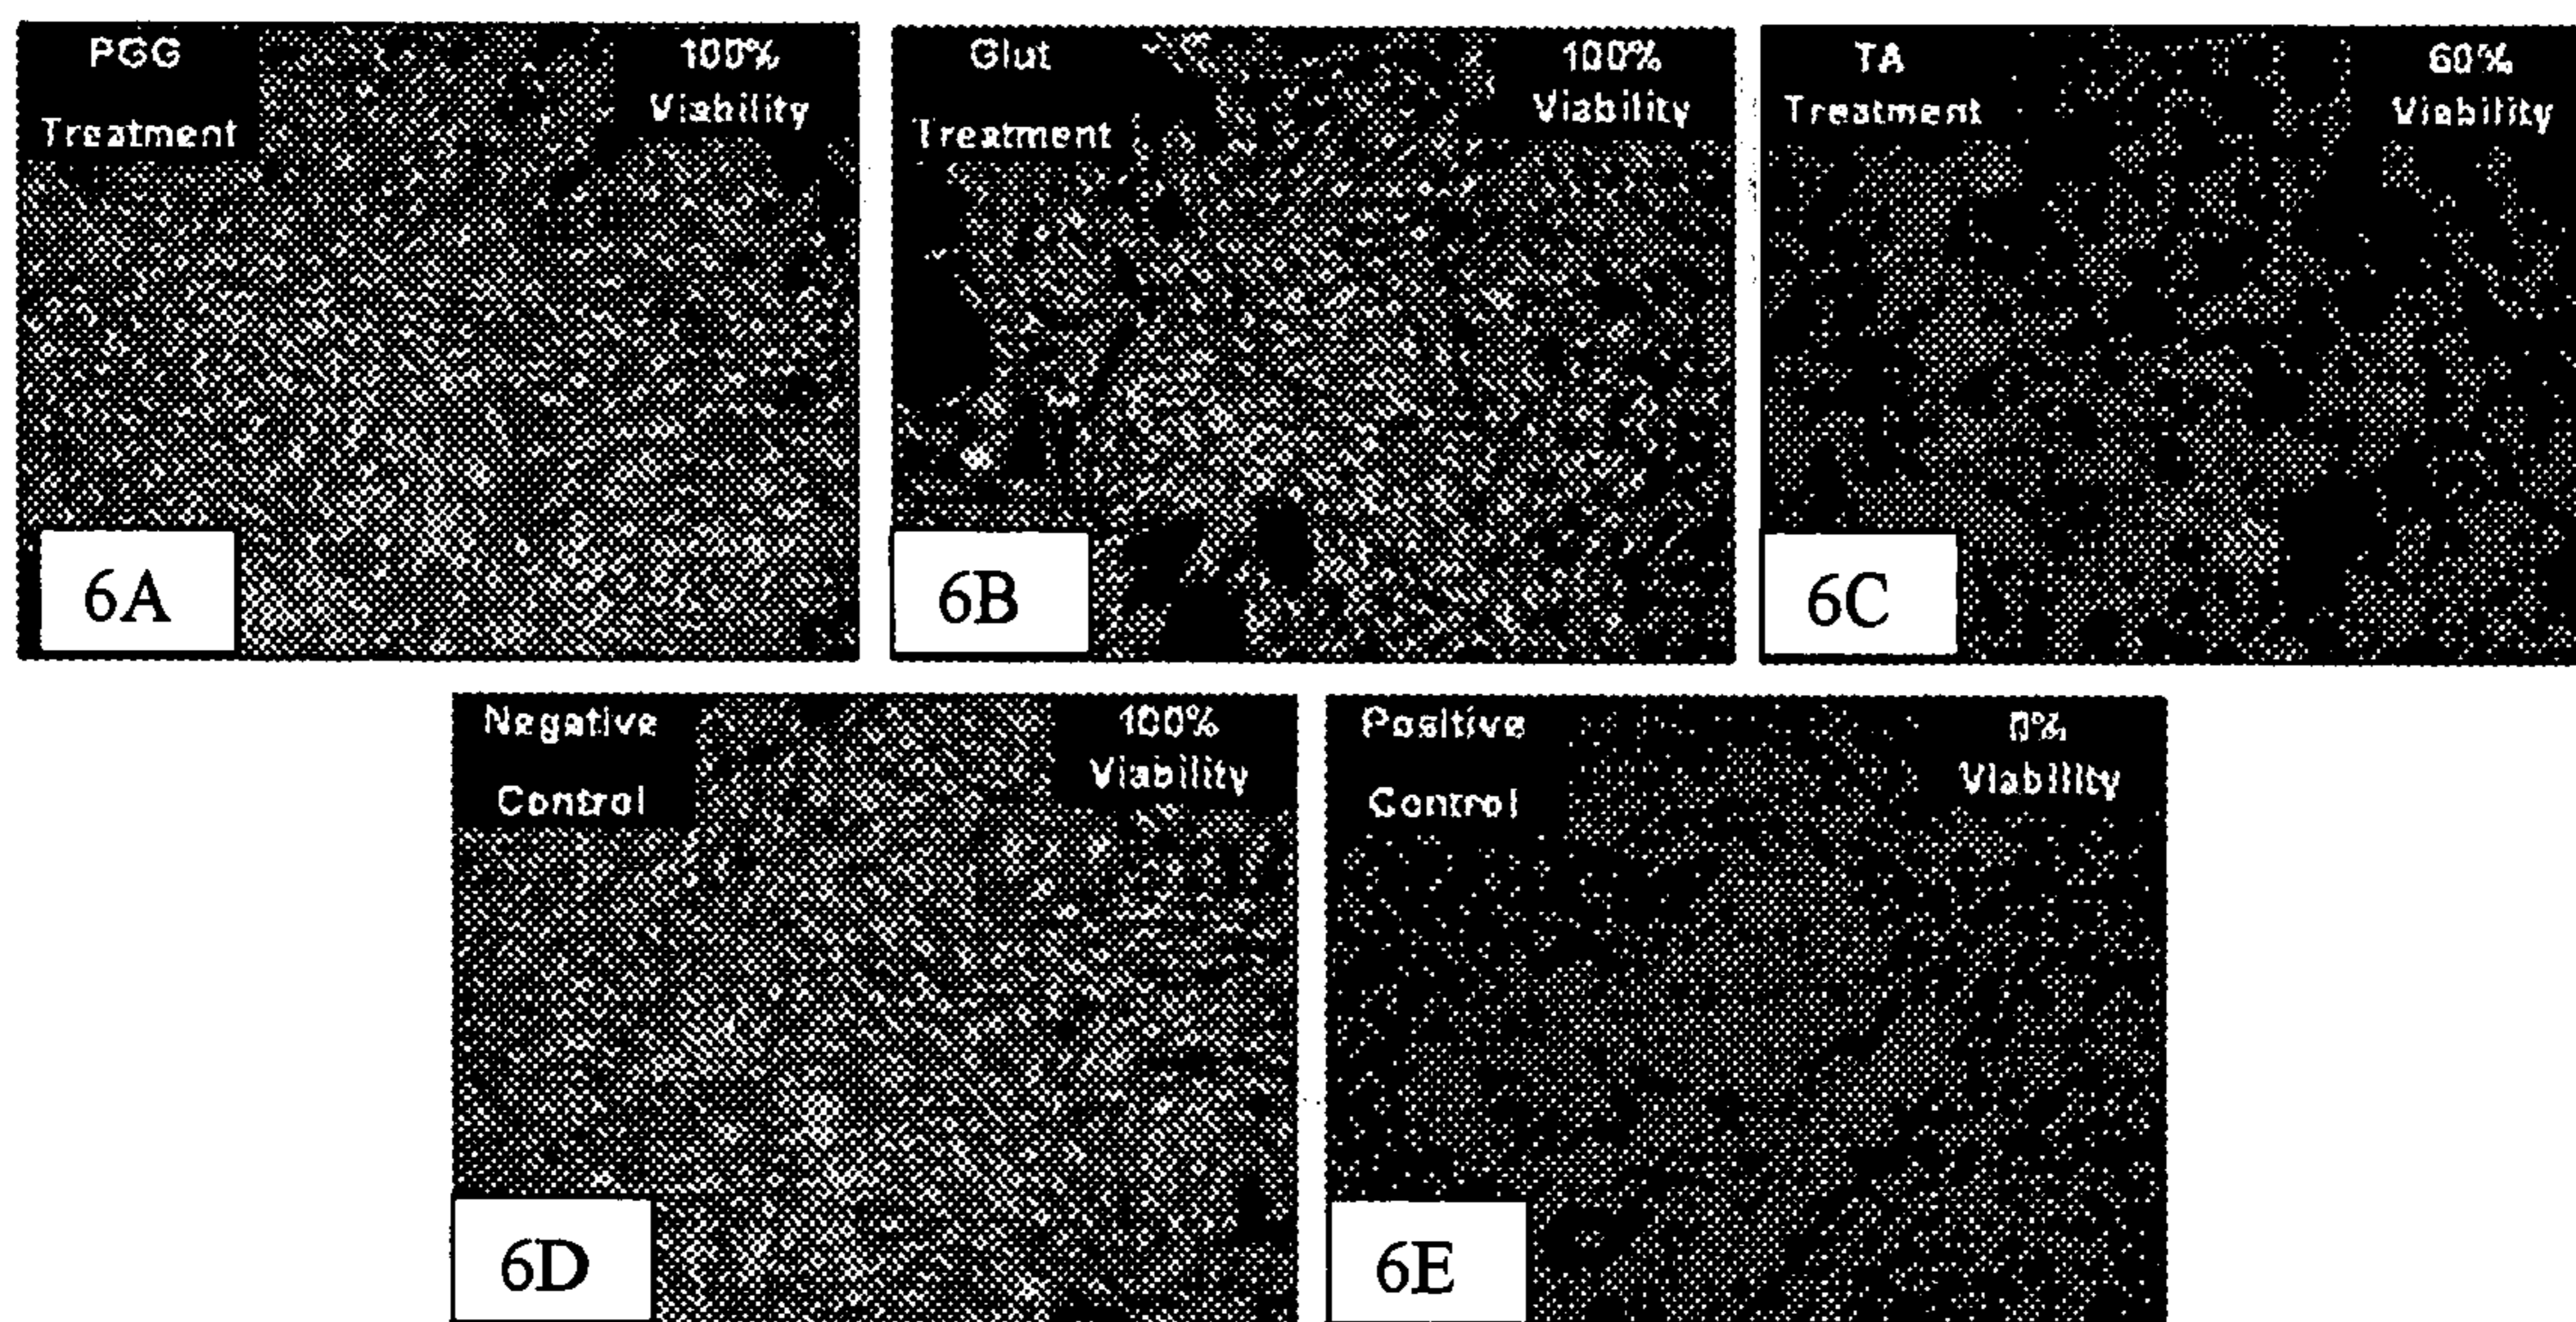 PGG
Treatment
100%
Viability
6A
Glut
Treatment
100%
Viability
6B
TA
Treatment
60%
Viability
6C
Negative
Control
100%
Viability
6D
Positive
Control
0%
Viability
6E